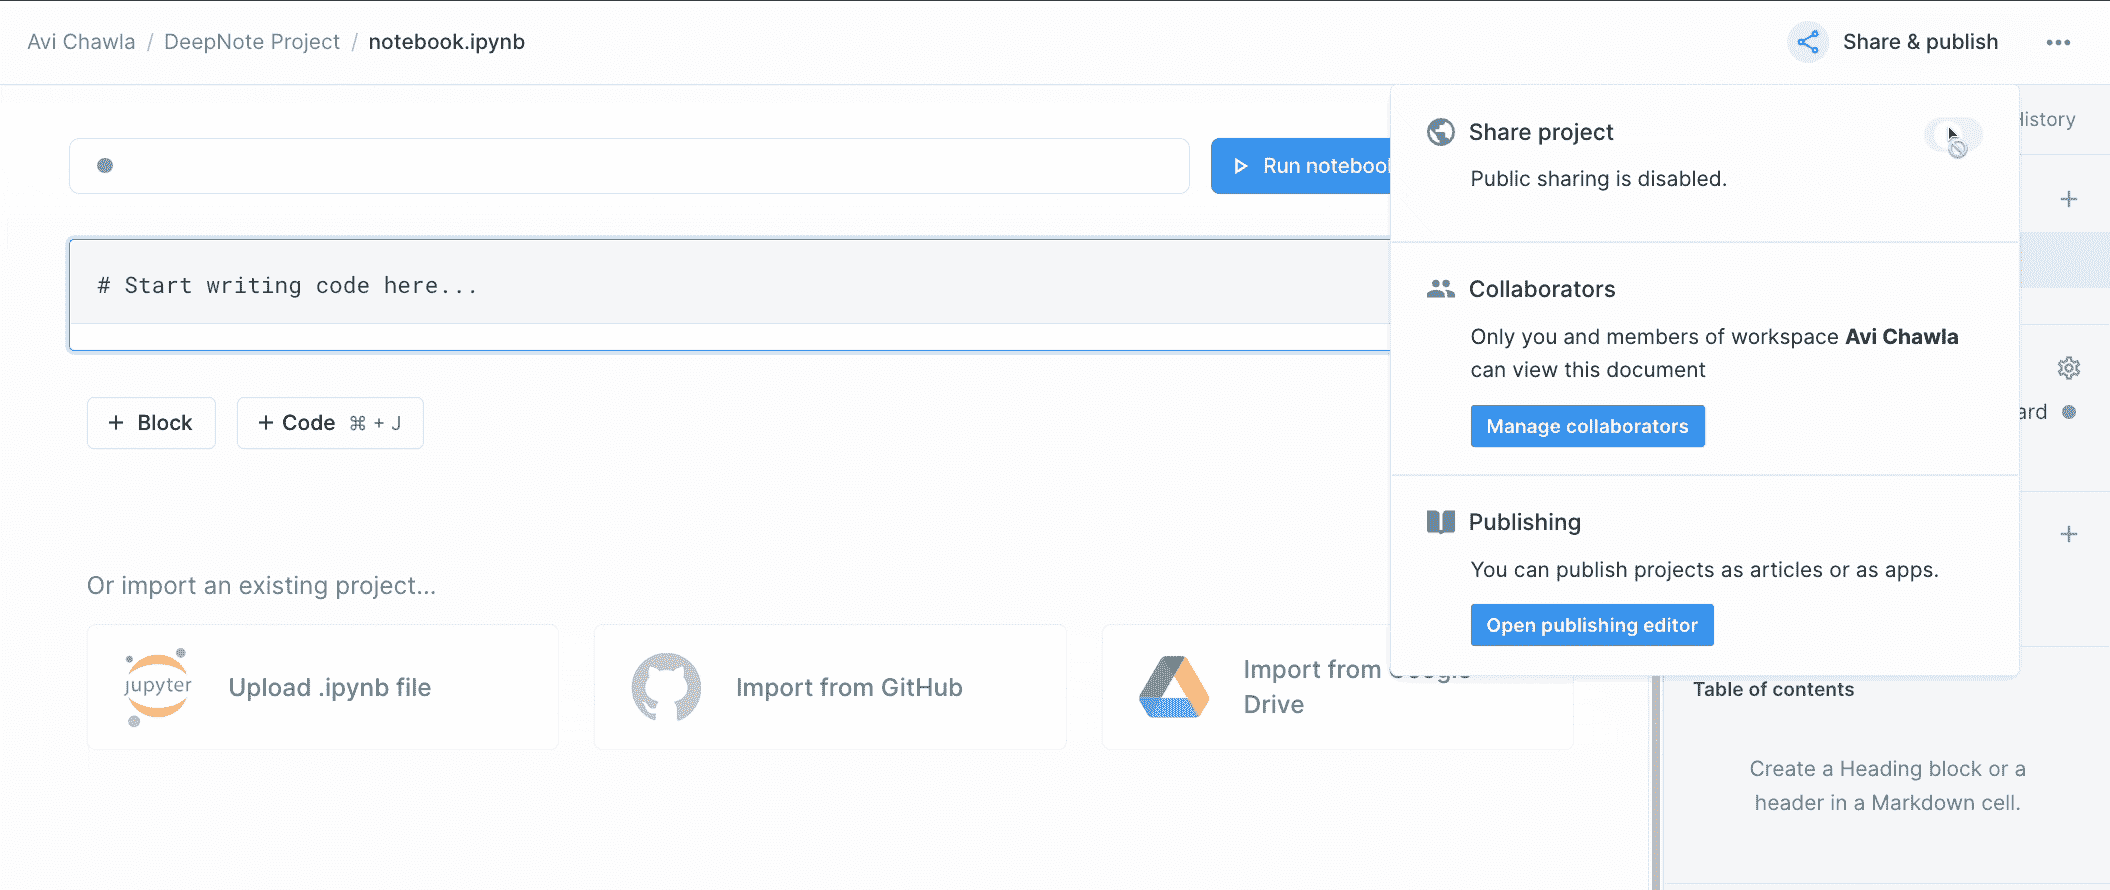 Avi Chawla / DeepNote Project / notebook.ipynb
Share & publish
Run notebook
# Start writing code here...
+ Block
+ Code ⌘ + J
Or import an existing project...
jupyter
Upload .ipynb file
Import from GitHub
Import from Google
Drive
Share project
Public sharing is disabled.
Collaborators
Only you and members of workspace Avi Chawla
can view this document
Manage collaborators
Publishing
You can publish projects as articles or as apps.
Open publishing editor
History
ard
Table of contents
Create a Heading block or a
header in a Markdown cell.